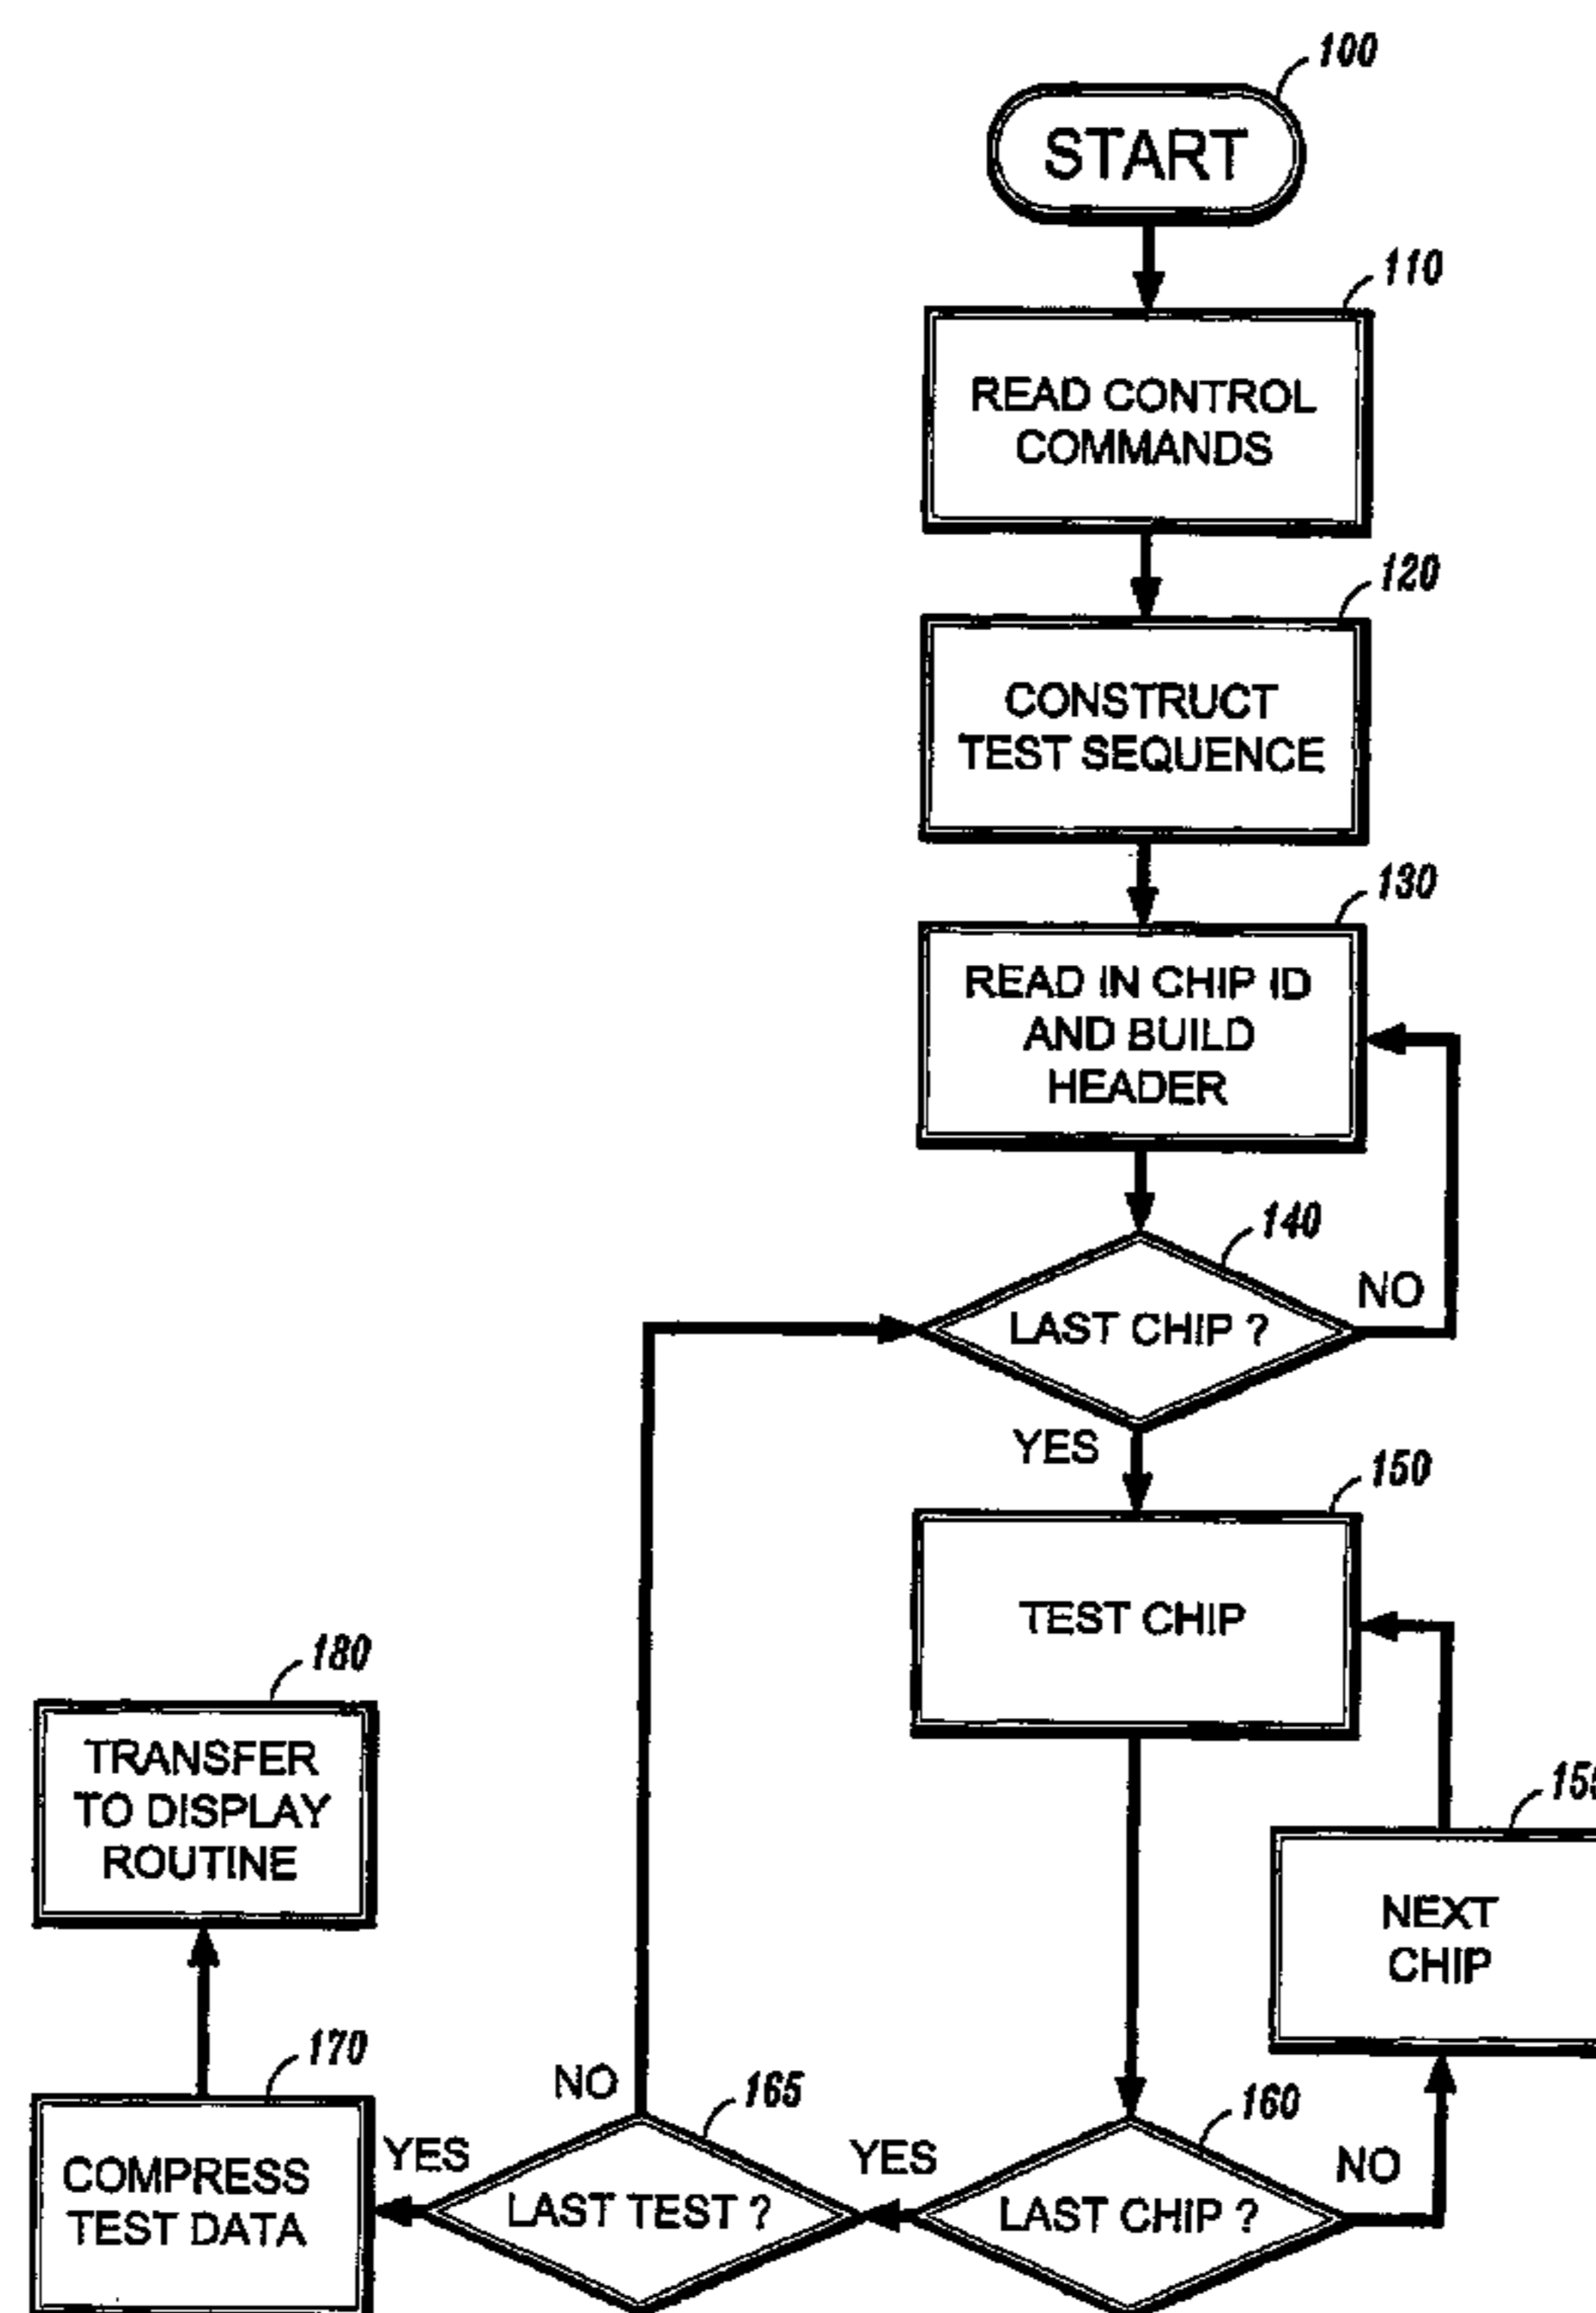 100
START
110
READ CONTROL
COMMANDS
120
CONSTRUCT
TEST SEQUENCE
130
READ IN CHIP ID
AND BUILD
HEADER
140
LAST CHIP ?
NO
YES
150
TEST CHIP
180
TRANSFER
TO DISPLAY
ROUTINE
NEXT
CHIP
170
COMPRESS
TEST DATA
YES
NO
165
LAST TEST ?
YES
160
LAST CHIP ?
NO